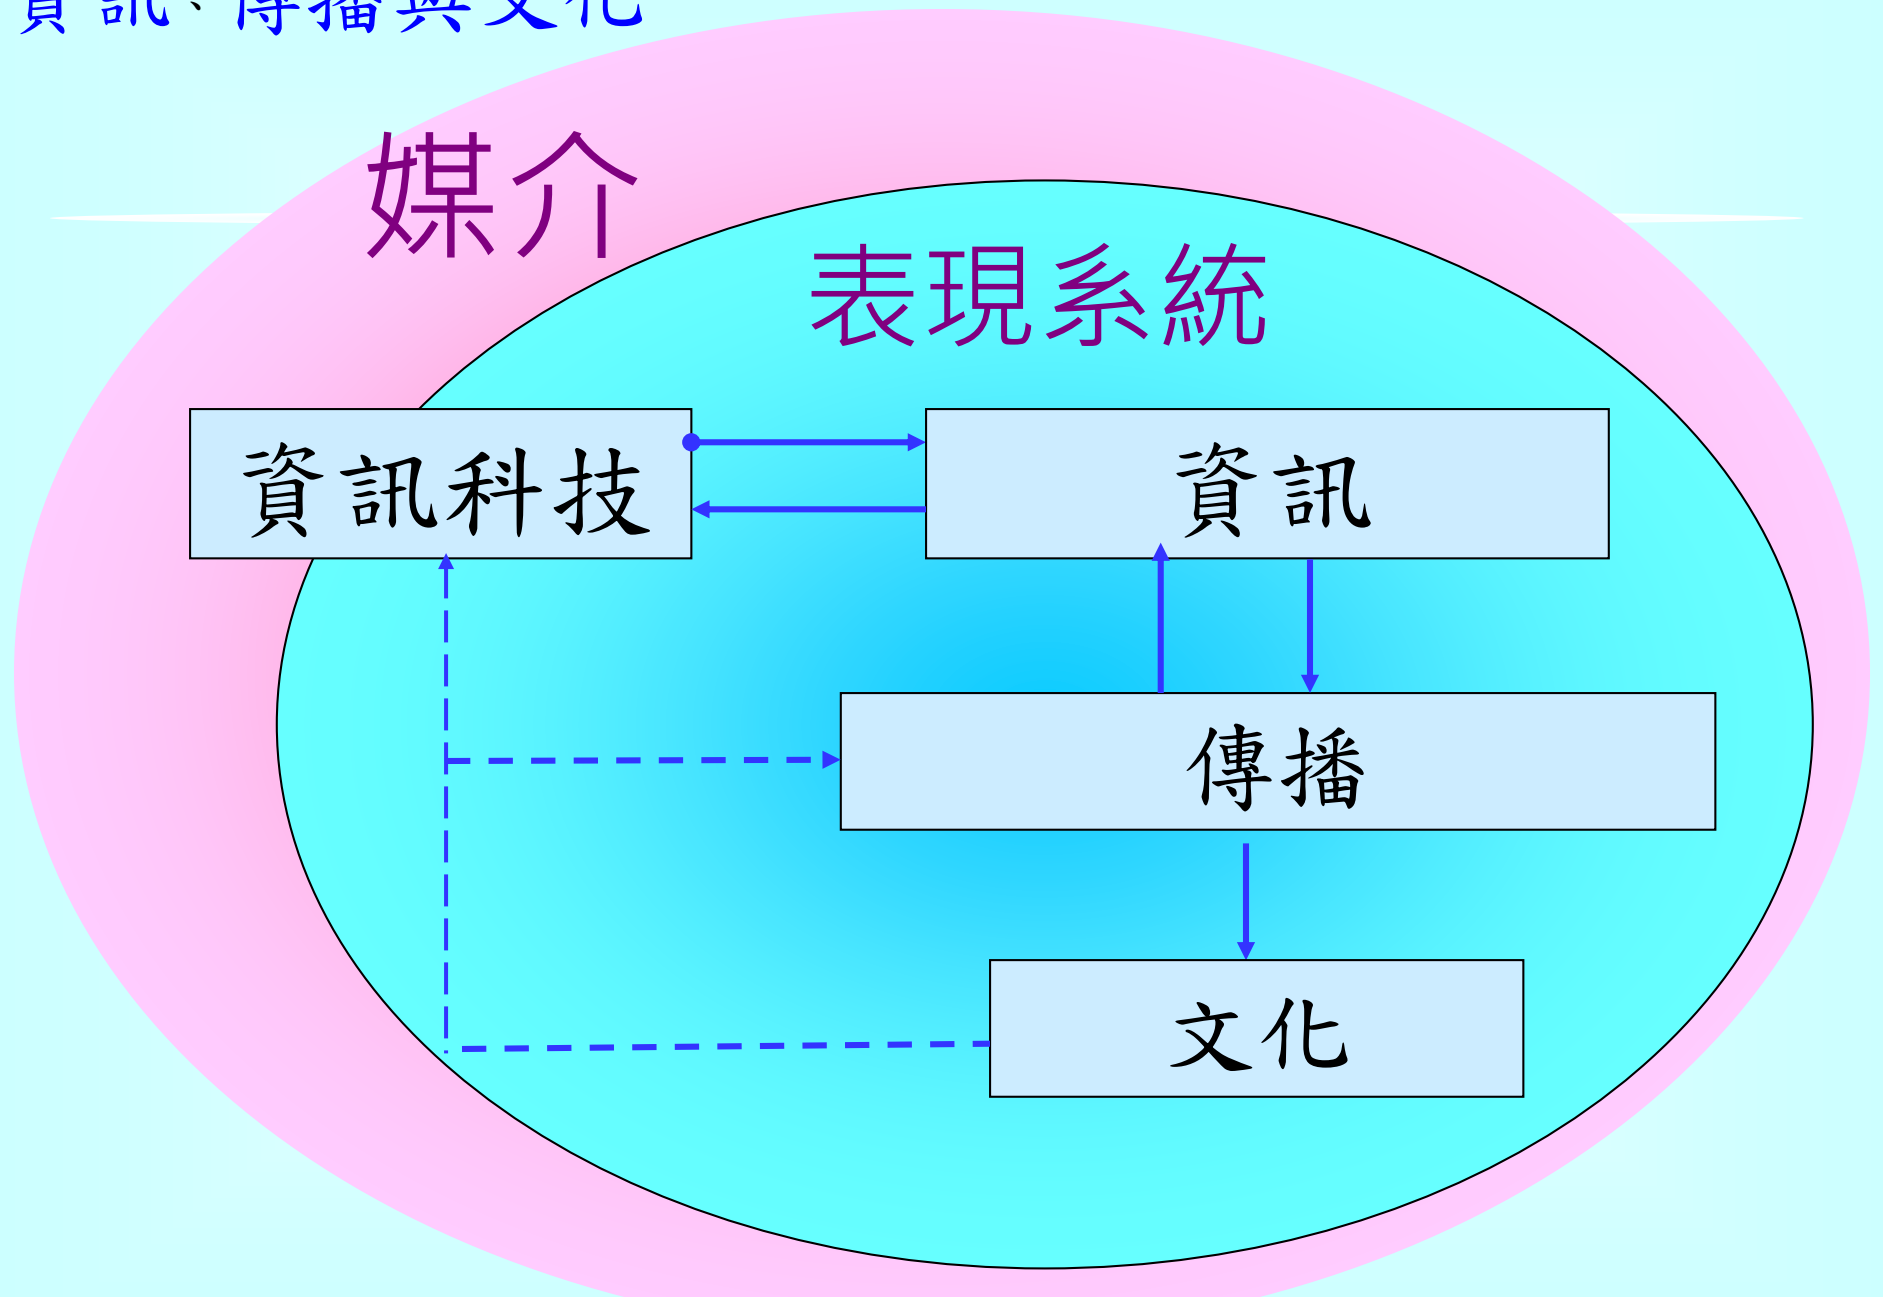 資訊、傳播與文化
媒介
表現系統
資訊科技
資訊
傳播
文化